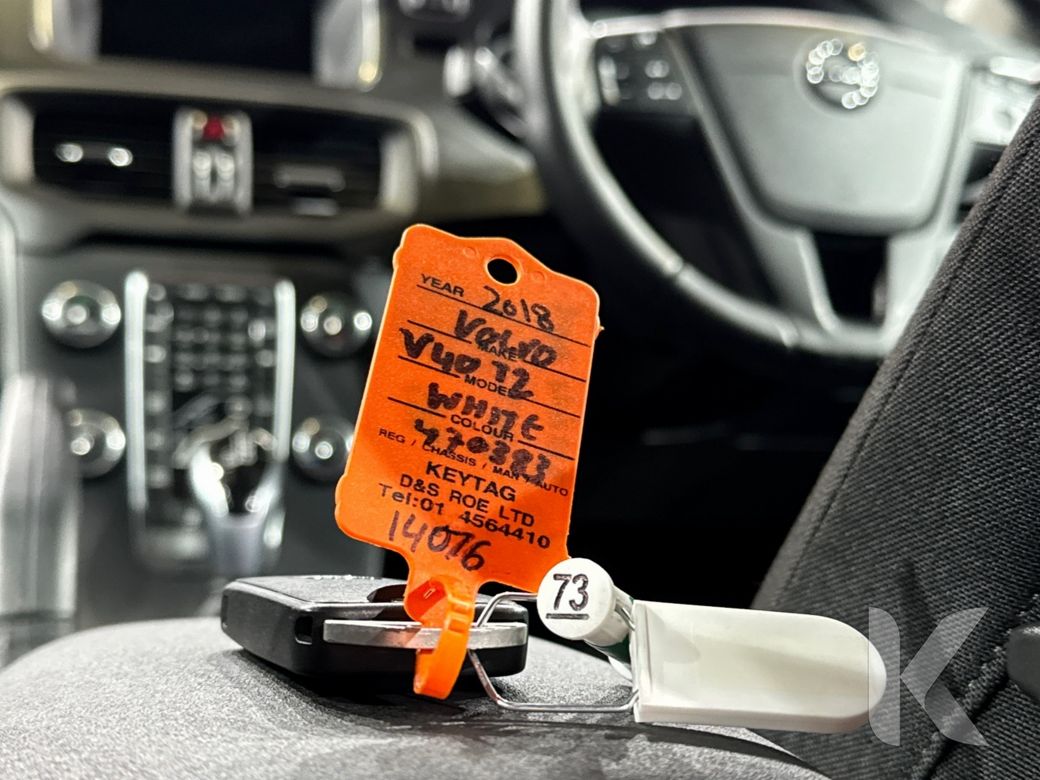 YEAR 2018
VOLVO
MAKE
V40 T2
MODEL
WHITE
COLOUR
470383
REG / CHASSIS / MAN / AUTO
KEYTAG
D&S ROE LTD
Tel:01 4564410
14076
73
K